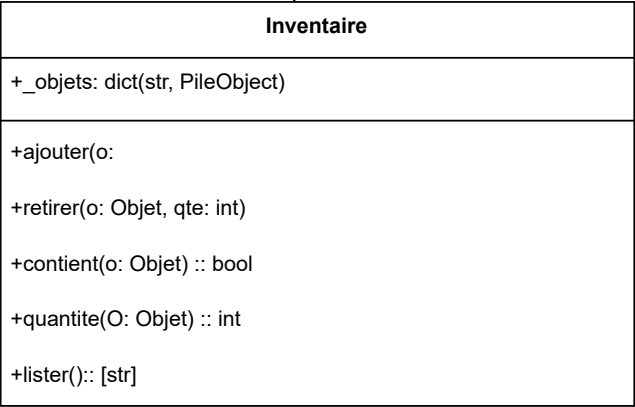 Inventaire
+_objets: dict(str, PileObject)
+ajouter(o:
+retirer(o: Objet, qte: int)
+contient(o: Objet) :: bool
+quantite(O: Objet) :: int
+lister():: [str]